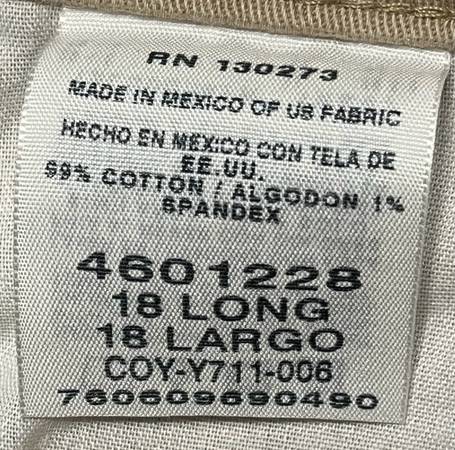 RN 130273
MADE IN MEXICO OF US FABRIC
HECHO EN MEXICO CON TELA DE
EE.UU.
99% COTTON / ALGODON 1%
SPANDEX
4601228
18 LONG
18 LARGO
COY-Y711-006
760609690490